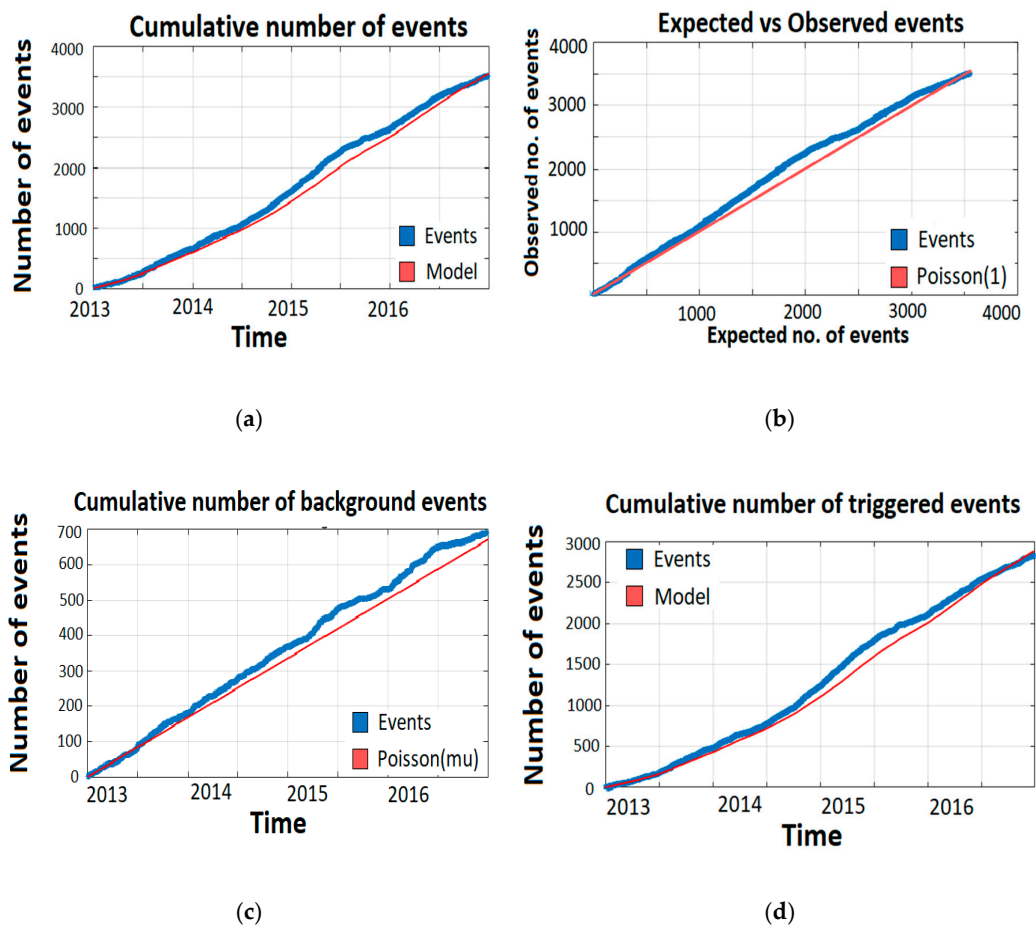 Cumulative number of events
Number of events
4000
3000
2000
1000
0
2013
2014
2015
2016
Events
Model
Time
(a)
Expected vs Observed events
Observed no. of events
4000
4000
3000
2000
1000
1000
2000
3000
4000
Events
Poisson(1)
Expected no. of events
(b)
Cumulative number of background events
Number of events
700
600
500
400
300
200
100
0
2013
2014
2015
2016
Events
Poisson(mu)
Time
(c)
Cumulative number of triggered events
Number of events
3000
2500
2000
1500
1000
500
0
2013
2014
2015
2016
Events
Model
Time
(d)